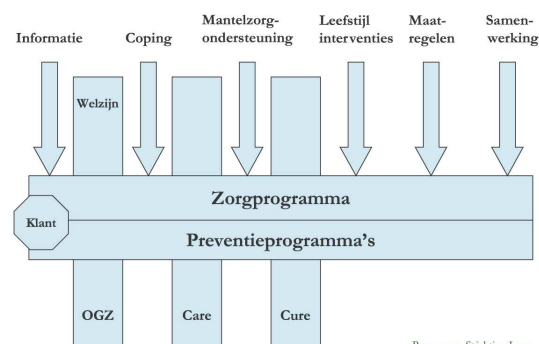 Informatie
Coping
Mantelzorg-
ondersteuning
Leefstijl
interventies
Maat-
regelen
Samen-
werking
Welzijn
Zorgprogramma
Klant
Preventieprogramma's
OGZ
Care
Cure